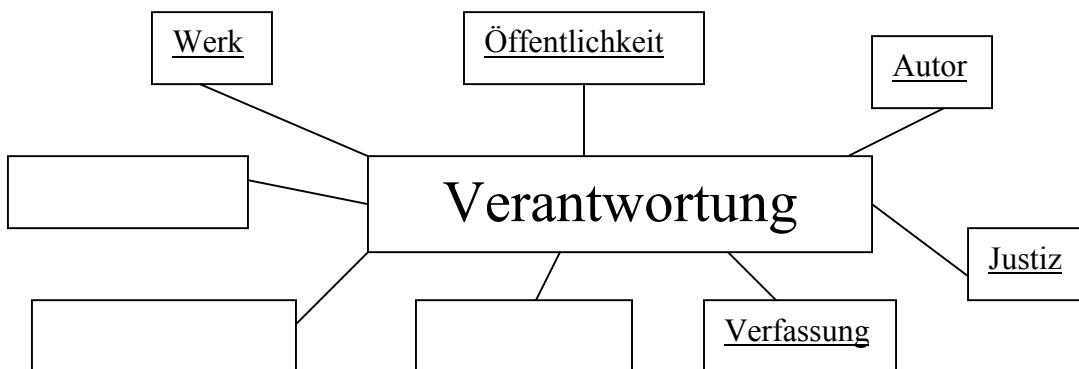 Werk
Öffentlichkeit
Autor
Verantwortung
Justiz
Verfassung